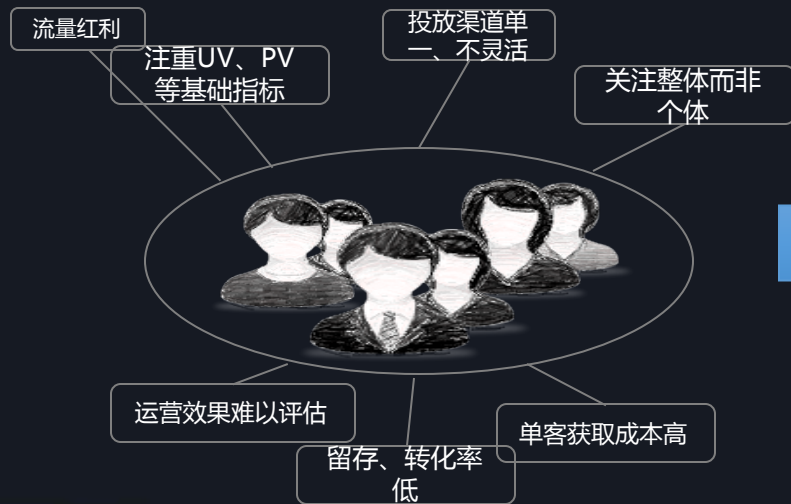 流量红利
注重UV、PV
等基础指标
投放渠道单
一、不灵活
关注整体而非
个体
运营效果难以评估
留存、转化率
低
单客获取成本高